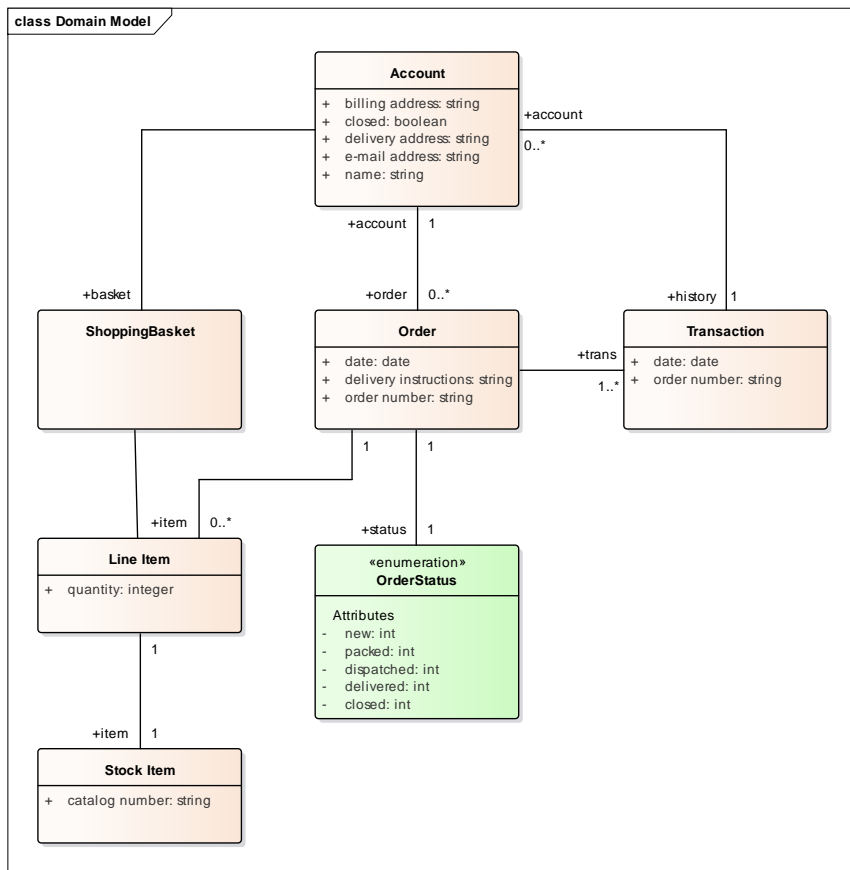 class Domain Model
Account
+ billing address: string
+ closed: boolean
+ delivery address: string
+ e-mail address: string
+ name: string
+account
0..*
+account 1
+basket
+order 0..*
+history 1
ShoppingBasket
Order
+ date: date
+ delivery instructions: string
+ order number: string
+trans
1..*
Transaction
+ date: date
+ order number: string
1
1
+item 0..*
+status 1
Line Item
+ quantity: integer
«enumeration»
OrderStatus
Attributes
- new: int
- packed: int
- dispatched: int
- delivered: int
- closed: int
1
+item 1
Stock Item
+ catalog number: string